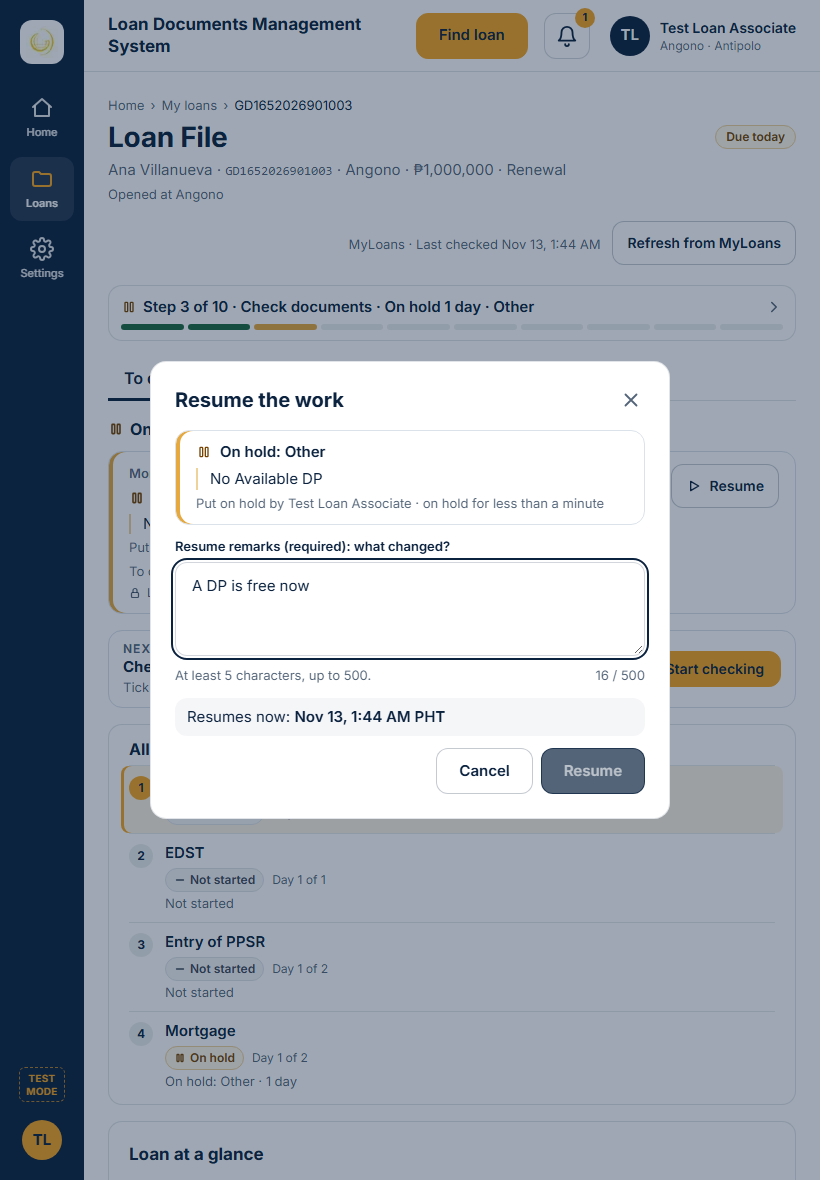 Loan Documents Management System
Find loan
1
TL
Test Loan Associate
Angono · Antipolo
Home
Loans
Settings
Home › My loans › GD1652026901003
Loan File
Due today
Ana Villanueva · GD1652026901003 · Angono · ₱1,000,000 · Renewal
Opened at Angono
MyLoans · Last checked Nov 13, 1:44 AM
Refresh from MyLoans
Step 3 of 10 · Check documents · On hold 1 day · Other
Resume the work
On hold: Other
No Available DP
Put on hold by Test Loan Associate · on hold for less than a minute
Resume remarks (required): what changed?
A DP is free now
At least 5 characters, up to 500.
16 / 500
Resumes now: Nov 13, 1:44 AM PHT
Cancel
Resume
Resume
Put
Start checking
Tick
All
1
2
EDST
Not started
Day 1 of 1
Not started
3
Entry of PPSR
Not started
Day 1 of 2
Not started
4
Mortgage
On hold
Day 1 of 2
On hold: Other · 1 day
Loan at a glance
TEST
MODE
TL